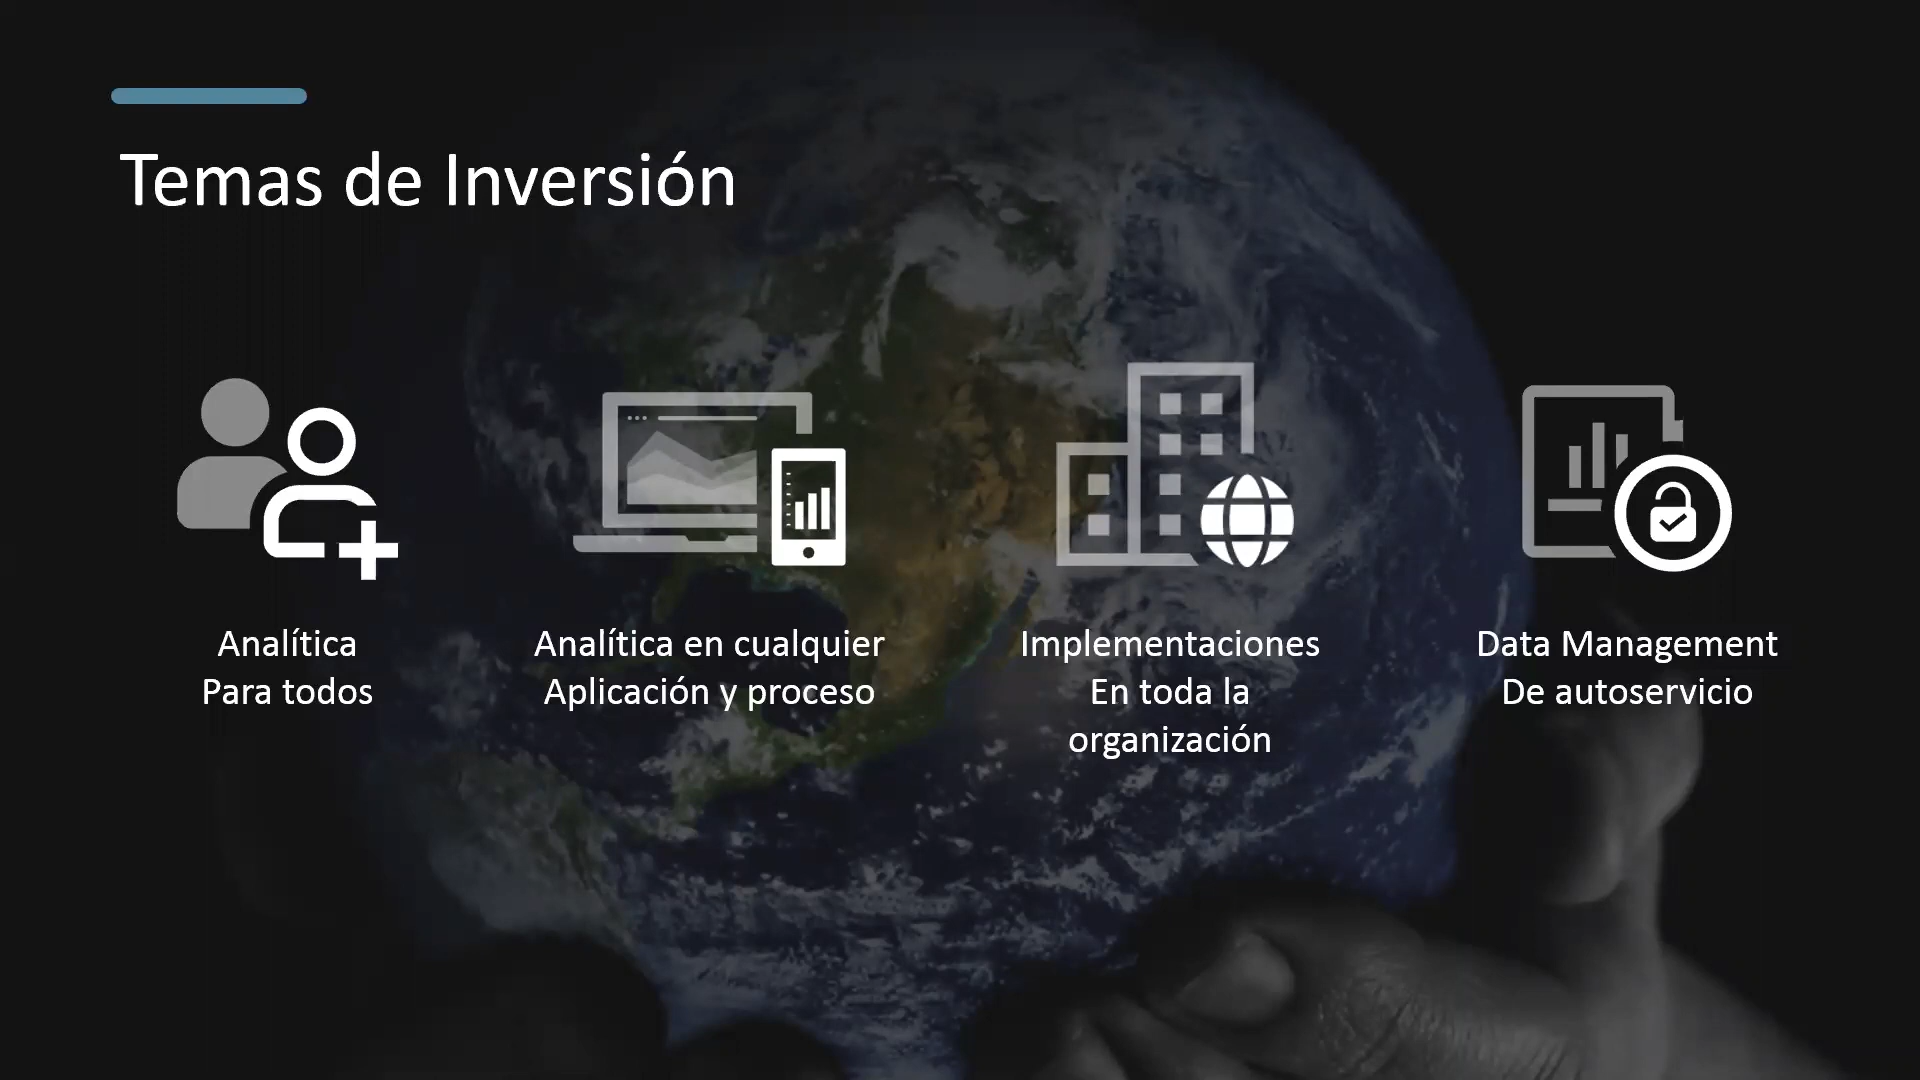 Temas de Inversión
Analítica
Para todos
Analítica en cualquier
Aplicación y proceso
Implementaciones
En toda la
organización
Data Management
De autoservicio